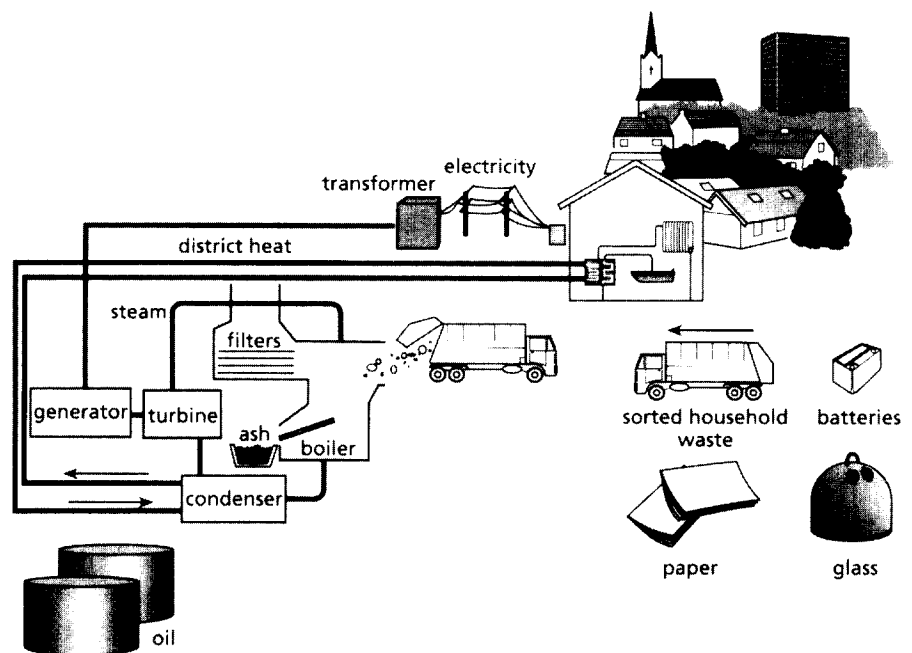 electricity
transformer
district heat
steam
filters
generator
turbine
ash
boiler
condenser
sorted household
waste
batteries
paper
glass
oil